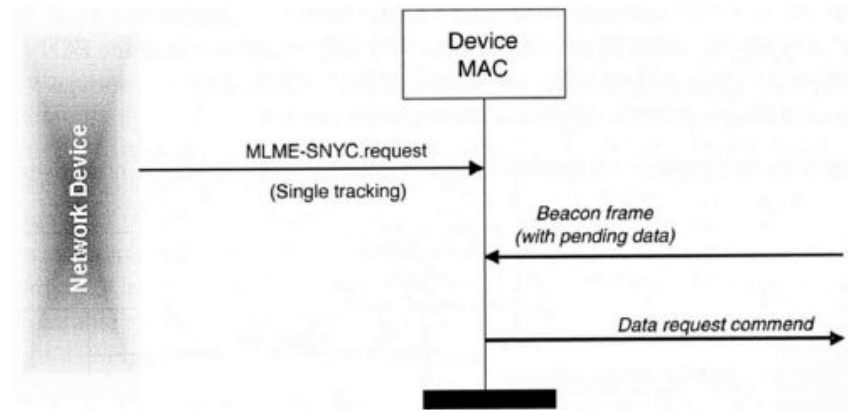 Device
MAC
Network Device
MLME-SNYC.request
(Single tracking)
Beacon frame
(with pending data)
Data request commend